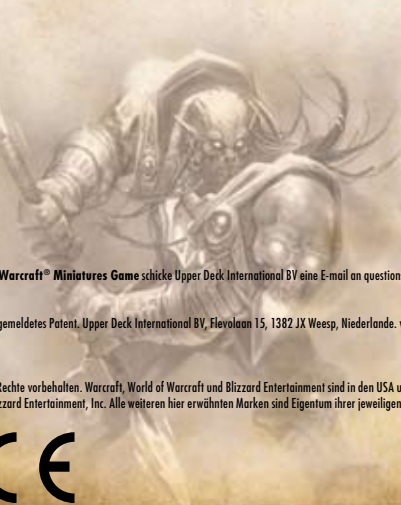 Warcraft® Miniatures Game schicke Upper Deck International BV eine E-mail an question
gemeldetes Patent. Upper Deck International BV, Flevolaan 15, 1382 JX Weesp, Niederlande.
Rechte vorbehalten. Warcraft, World of Warcraft und Blizzard Entertainment sind in den USA u
zzard Entertainment, Inc. Alle weiteren hier erwähnten Marken sind Eigentum ihrer jeweiligen
CE